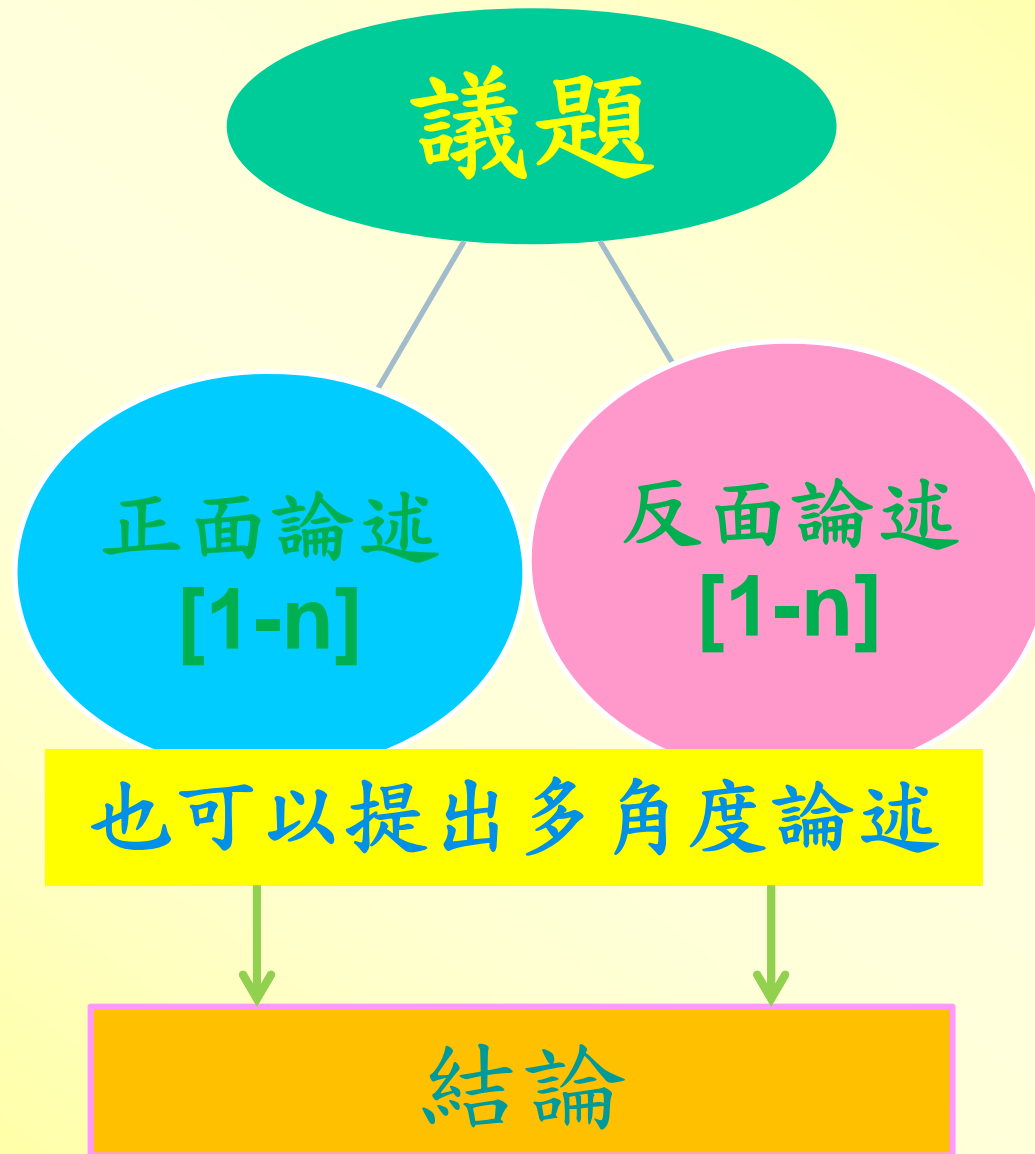 議題
正面論述
[1-n]
反面論述
[1-n]
也可以提出多角度論述
結論